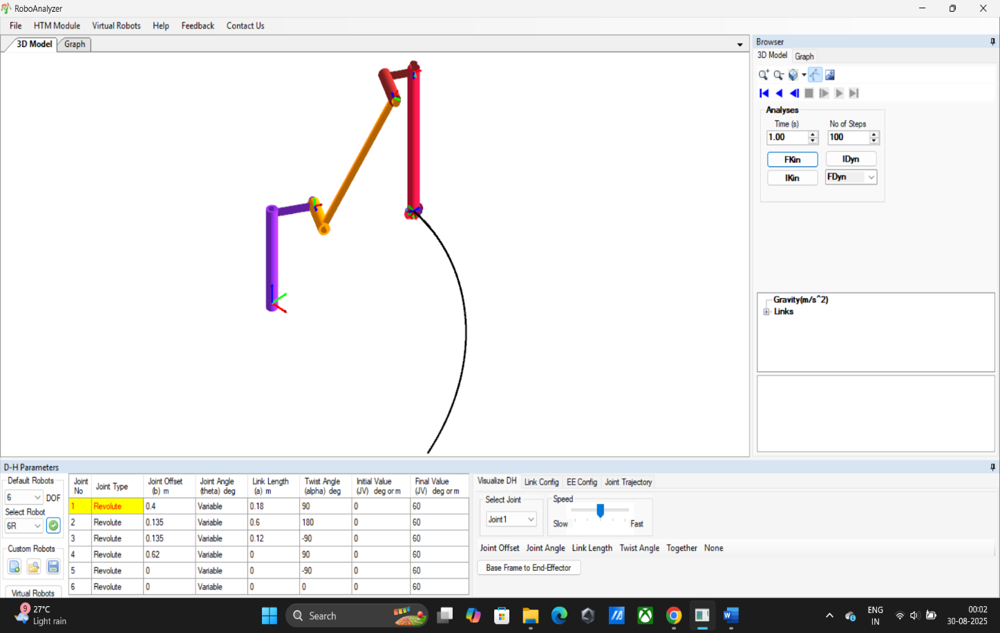 RoboAnalyzer
File HTM Module Virtual Robots Help Feedback Contact Us
3D Model Graph
Browser
3D Model Graph
Analyses
Time (s) No of Steps
1.00 100
FKin IDyn
IKin FDyn
Gravity(m/s^2)
Links
D-H Parameters
Default Robots
6 DOF
Select Robot
6R
Custom Robots
Virtual Robots
Joint No Joint Type Joint Offset (b) m Joint Angle (theta) deg Link Length (a) m Twist Angle (alpha) deg Initial Value (JV) deg or m Final Value (JV) deg or m
1 Revolute 0.4 Variable 0.18 90 0 60
2 Revolute 0.135 Variable 0.6 180 0 60
3 Revolute 0.135 Variable 0.12 -90 0 60
4 Revolute 0.62 Variable 0 90 0 60
5 Revolute 0 Variable 0 -90 0 60
6 Revolute 0 Variable 0 0 0 60
Visualize DH Link Config EE Config Joint Trajectory
Select Joint
Joint1
Speed
Slow Fast
Joint Offset Joint Angle Link Length Twist Angle Together None
Base Frame to End-Effector
9
27°C
Light rain
Search
ENG
IN
00:02
30-08-2025